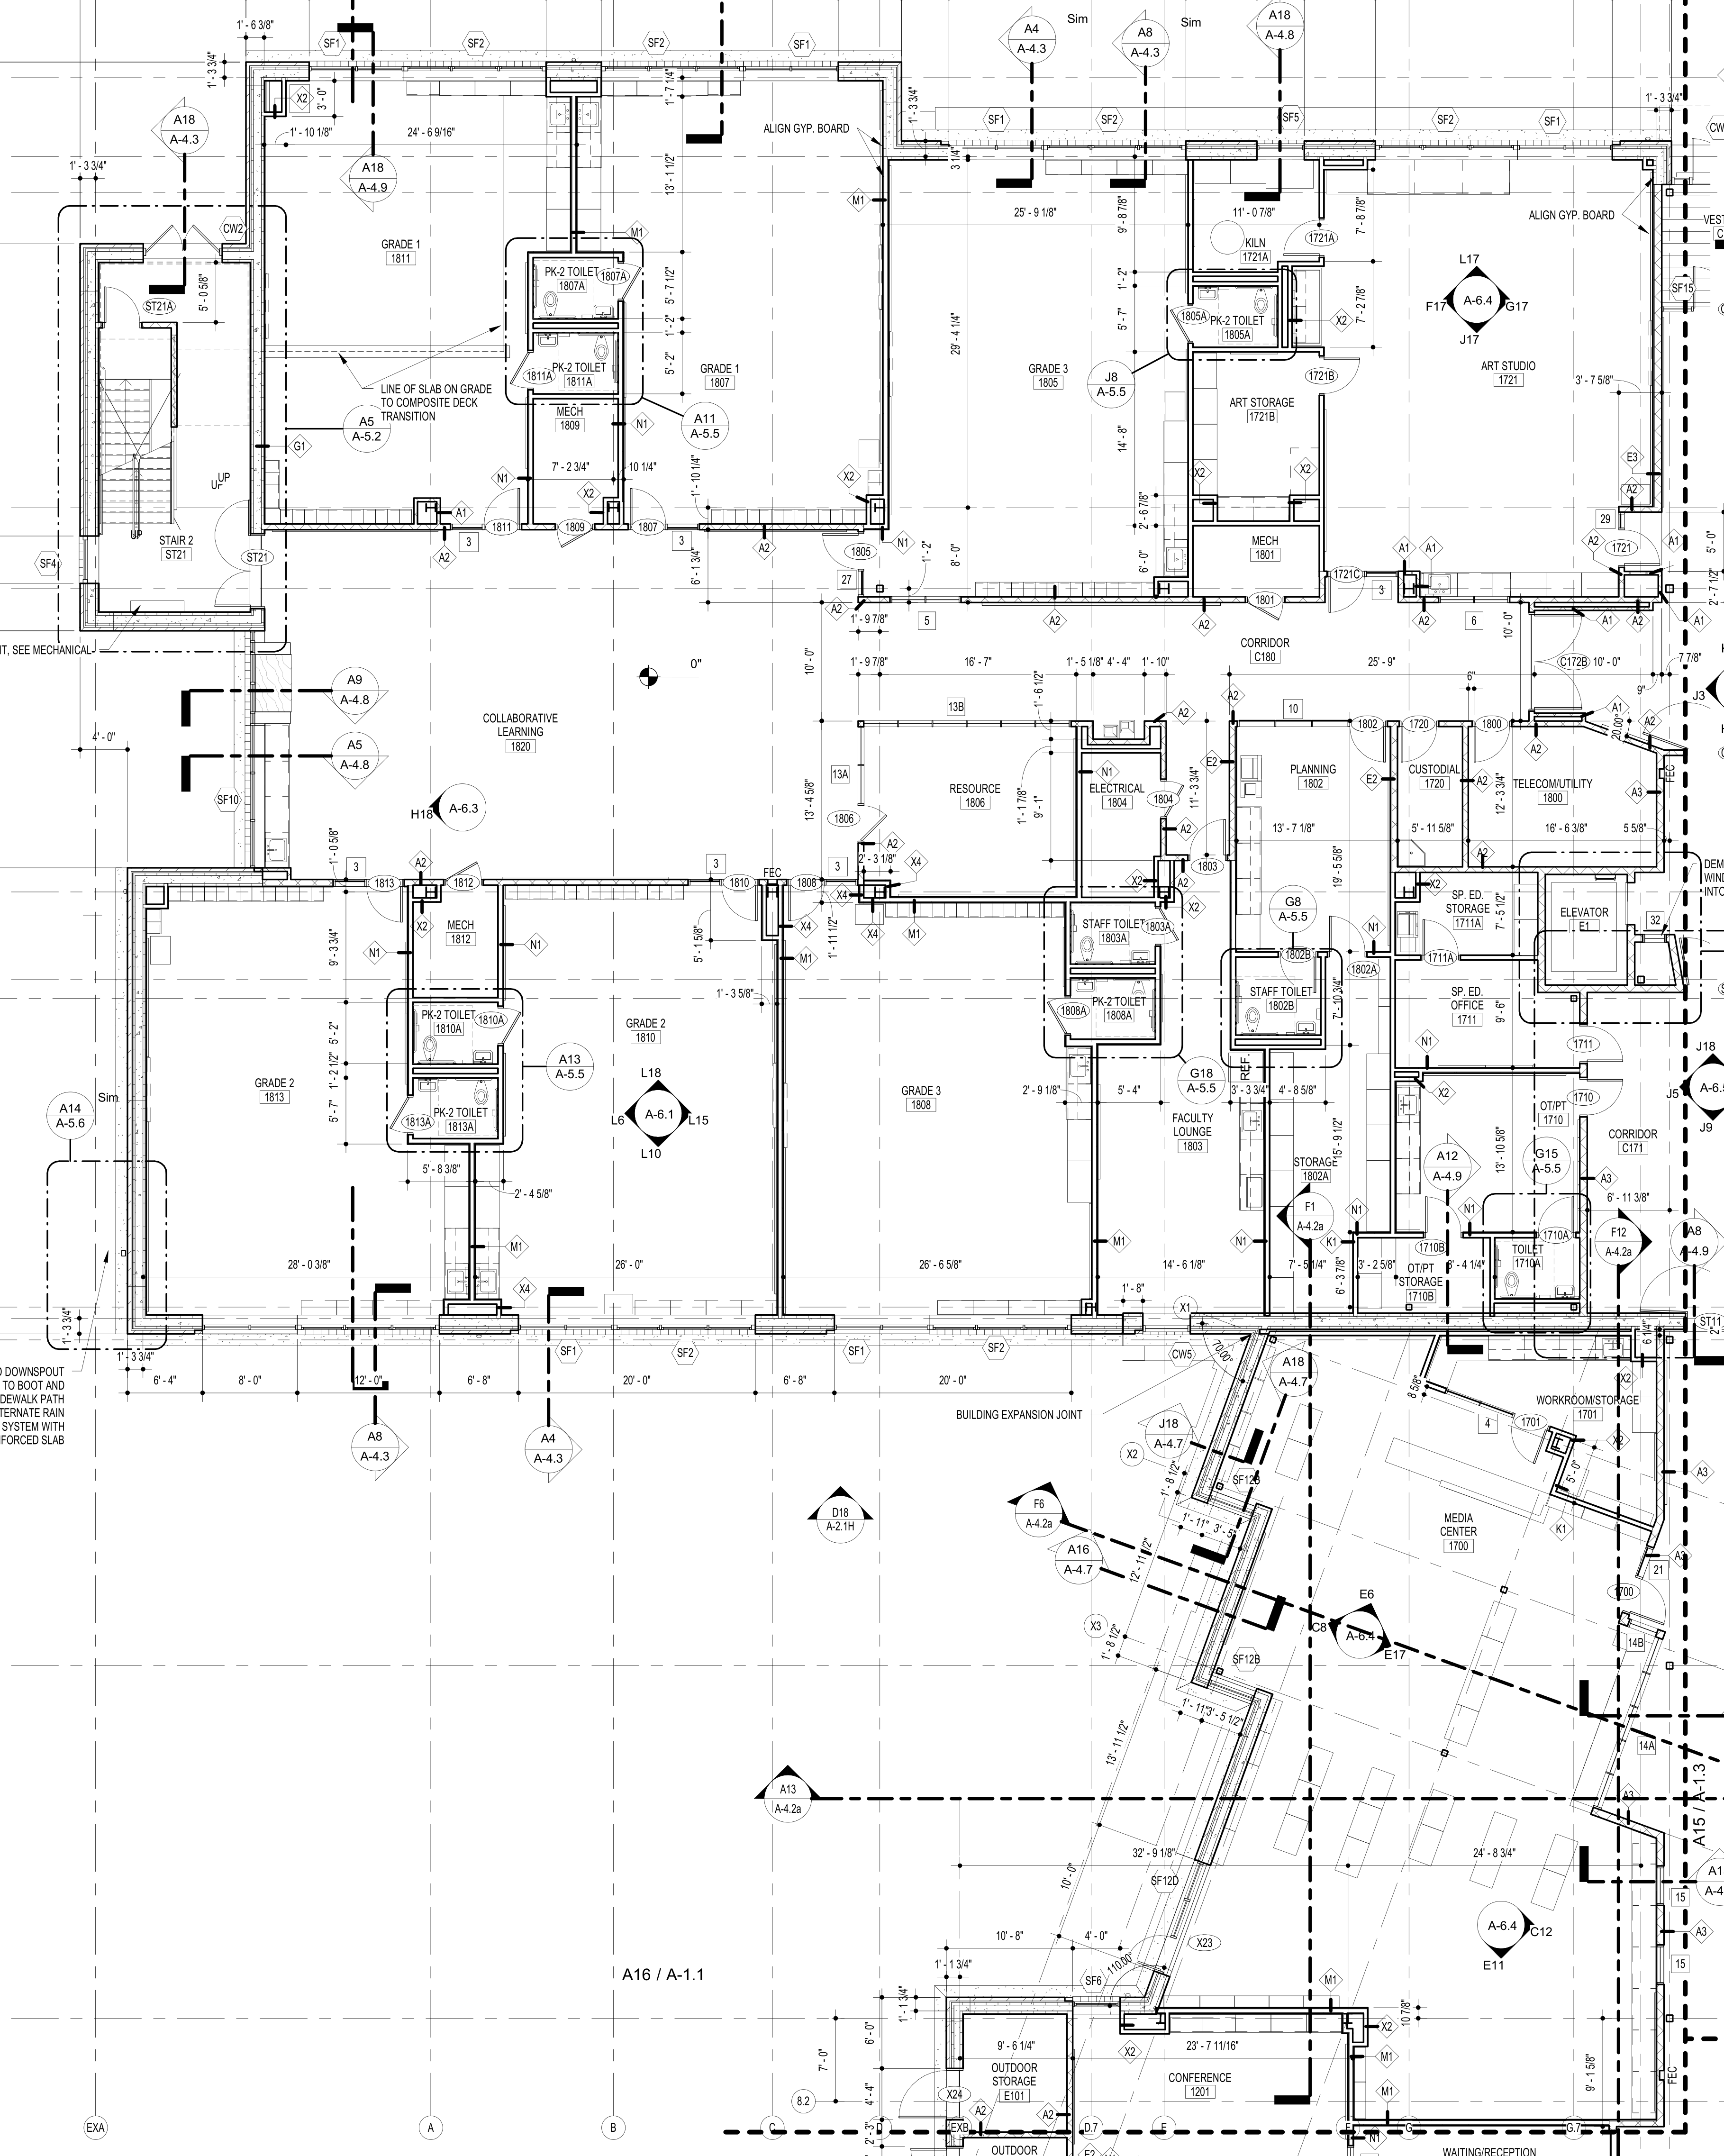 1' - 6 3/8"
SF1
SF2
SF2
SF1
A4
A-4.3
Sim
A8
A-4.3
Sim
A18
A-4.8
1' - 3 3/4"
X2
3' - 0"
1' - 7 1/4"
1' - 3 3/4"
SF1
SF2
SF5
SF2
SF1
1' - 3 3/4"
A18
A-4.3
1' - 10 1/8"
24' - 6 9/16"
ALIGN GYP. BOARD
3 1/4"
1' - 3 3/4"
A18
A-4.9
13' - 1 1/2"
M1
25' - 9 1/8"
9' - 8 7/8"
11' - 0 7/8"
7' - 8 7/8"
ALIGN GYP. BOARD
CW2
GRADE 1
1811
M1
KILN
1721A
1721A
PK-2 TOILET
1807A
1807A
5' - 7 1/2"
L17
F17
A-6.4
G17
J17
SF15
ST21A
5' - 0 5/8"
1' - 2"
1805A
PK-2 TOILET
1805A
5' - 7"
X2
7' - 2 7/8"
1' - 2"
5' - 2"
PK-2 TOILET
1811A
1811A
GRADE 1
1807
29' - 4 1/4"
GRADE 3
1805
J8
A-5.5
1721B
ART STUDIO
1721
3' - 7 5/8"
LINE OF SLAB ON GRADE
TO COMPOSITE DECK
TRANSITION
MECH
1809
A5
A-5.2
A11
A-5.5
N1
ART STORAGE
1721B
14' - 8"
G1
7' - 2 3/4"
10 1/4"
1' - 10 1/4"
X2
X2
X2
E3
UP
N1
X2
A1
A2
2' - 6 7/8"
29
STAIR 2
ST21
ST21
SF4
3
1811
1809
1807
3
A2
A2
1805
N1
27
MECH
1801
1721C
3
A1
A1
A2
1721
A1
5' - 0"
6' - 1 3/4"
1' - 2"
8' - 0"
6' - 0"
1801
2' - 7 1/2"
A2
1' - 9 7/8"
5
A2
A2
A2
6
A1
A2
A1
T, SEE MECHANICAL
CORRIDOR
C180
10' - 0"
0"
10' - 0"
1' - 9 7/8"
16' - 7"
1' - 5 1/8"
4' - 4"
1' - 10"
25' - 9"
C172B
10' - 0"
7 7/8"
A9
A-4.8
6"
9"
J3
COLLABORATIVE
LEARNING
1820
13B
1' - 6 1/2"
A2
A2
10
1802
1720
1800
A1
A2
A2
20.00°
4' - 0"
A5
A-4.8
13A
RESOURCE
1806
N1
ELECTRICAL
1804
E2
PLANNING
1802
E2
CUSTODIAL
1720
A2
TELECOM/UTILITY
1800
A3
FEC
SF10
H18
A-6.3
13' - 4 5/8"
1806
1' - 1 7/8"
9' - 1"
1804
11' - 3 3/4"
A2
12' - 3 3/4"
13' - 7 1/8"
5' - 11 5/8"
16' - 6 3/8"
5 5/8"
1' - 0 5/8"
3
1813
A2
1812
3
1810
FEC
1808
3
A2
2' - 3 1/8"
X4
X2
A2
1803
19' - 5 5/8"
A2
DEM
WIND
INTO
X2
MECH
1812
X4
X4
X4
M1
X2
G8
A-5.5
SP. ED.
STORAGE
1711A
X2
7' - 5 1/2"
ELEVATOR
E1
32
9' - 3 3/4"
N1
N1
5' - 1 5/8"
M1
1' - 11 1/2"
STAFF TOILET
1803A
1803A
N1
1802B
1802A
1711A
1' - 3 5/8"
PK-2 TOILET
1808A
1808A
STAFF TOILET
1802B
7' - 10 3/4"
SP. ED.
OFFICE
1711
9' - 6"
5' - 2"
PK-2 TOILET
1810A
1810A
GRADE 2
1810
A13
A-5.5
N1
1711
J18
1' - 2 1/2"
GRADE 2
1813
L18
L6
A-6.1
L15
L10
2' - 9 1/8"
GRADE 3
1808
G18
A-5.5
REF.
5' - 4"
3' - 3 3/4"
4' - 8 5/8"
X2
OT/PT
1710
1710
J5
J9
A14
A-5.6
Sim
5' - 7"
1813A
PK-2 TOILET
1813A
FACULTY
LOUNGE
1803
15' - 9 1/2"
CORRIDOR
C171
13' - 10 5/8"
STORAGE
1802A
A12
A-4.9
G15
A-5.5
5' - 8 3/8"
2' - 4 5/8"
A3
6' - 11 3/8"
F1
A-4.2a
N1
N1
F12
A-4.2a
A8
A-4.9
M1
M1
N1
K1
1710B
1710A
TOILET
1710A
28' - 0 3/8"
26' - 0"
26' - 6 5/8"
14' - 6 1/8"
7' - 5 1/4"
3' - 2 5/8"
OT/PT
STORAGE
1710B
6' - 3 7/8"
1' - 8"
X4
X1
ST11
1' - 3 3/4"
SF1
SF2
SF1
SF2
CW5
70.00°
A18
A-4.7
6 1/4"
2"
D DOWNSPOUT
TO BOOT AND
DEWALK PATH
TERNATE RAIN
SYSTEM WITH
FORCED SLAB
1' - 3 3/4"
6' - 4"
8' - 0"
12' - 0"
6' - 8"
20' - 0"
6' - 8"
20' - 0"
X2
8 5/8"
WORKROOM/STORAGE
1701
BUILDING EXPANSION JOINT
4
1701
X2
A8
A-4.3
A4
A-4.3
J18
A-4.7
X2
5' - 0"
A3
1' - 8 1/2"
SF12B
D18
A-2.1H
F6
A-4.2a
1' - 11"
3' - 5"
MEDIA
CENTER
1700
K1
A16
A-4.7
12' - 11 1/2"
A3
21
1700
E6
X3
C8
A-6.4
E17
14B
1' - 8 1/2"
SF12B
1' - 11"
3' - 5 1/2"
13' - 11 1/2"
14A
A13
A-4.2a
A3
A15 / A-1.3
32' - 9 1/8"
24' - 8 3/4"
10' - 0"
SF12D
15
A-6.4
C12
E11
A3
10' - 8"
4' - 0"
X23
A16 / A-1.1
1' - 1 3/4"
SF6
110.00°
M1
15
1' - 1 3/4"
10 7/8"
6' - 0"
X2
9' - 6 1/4"
X2
23' - 7 11/16"
7' - 0"
OUTDOOR
STORAGE
E101
M1
CONFERENCE
1201
M1
9' - 1 5/8"
FEC
8.2
4' - 4"
X24
A2
A2
EXA
A
B
C
D
EXB
D.7
E
F
G
G.7
2' - 3"
OUTDOOR
E2
N1
WAITING/RECEPTION